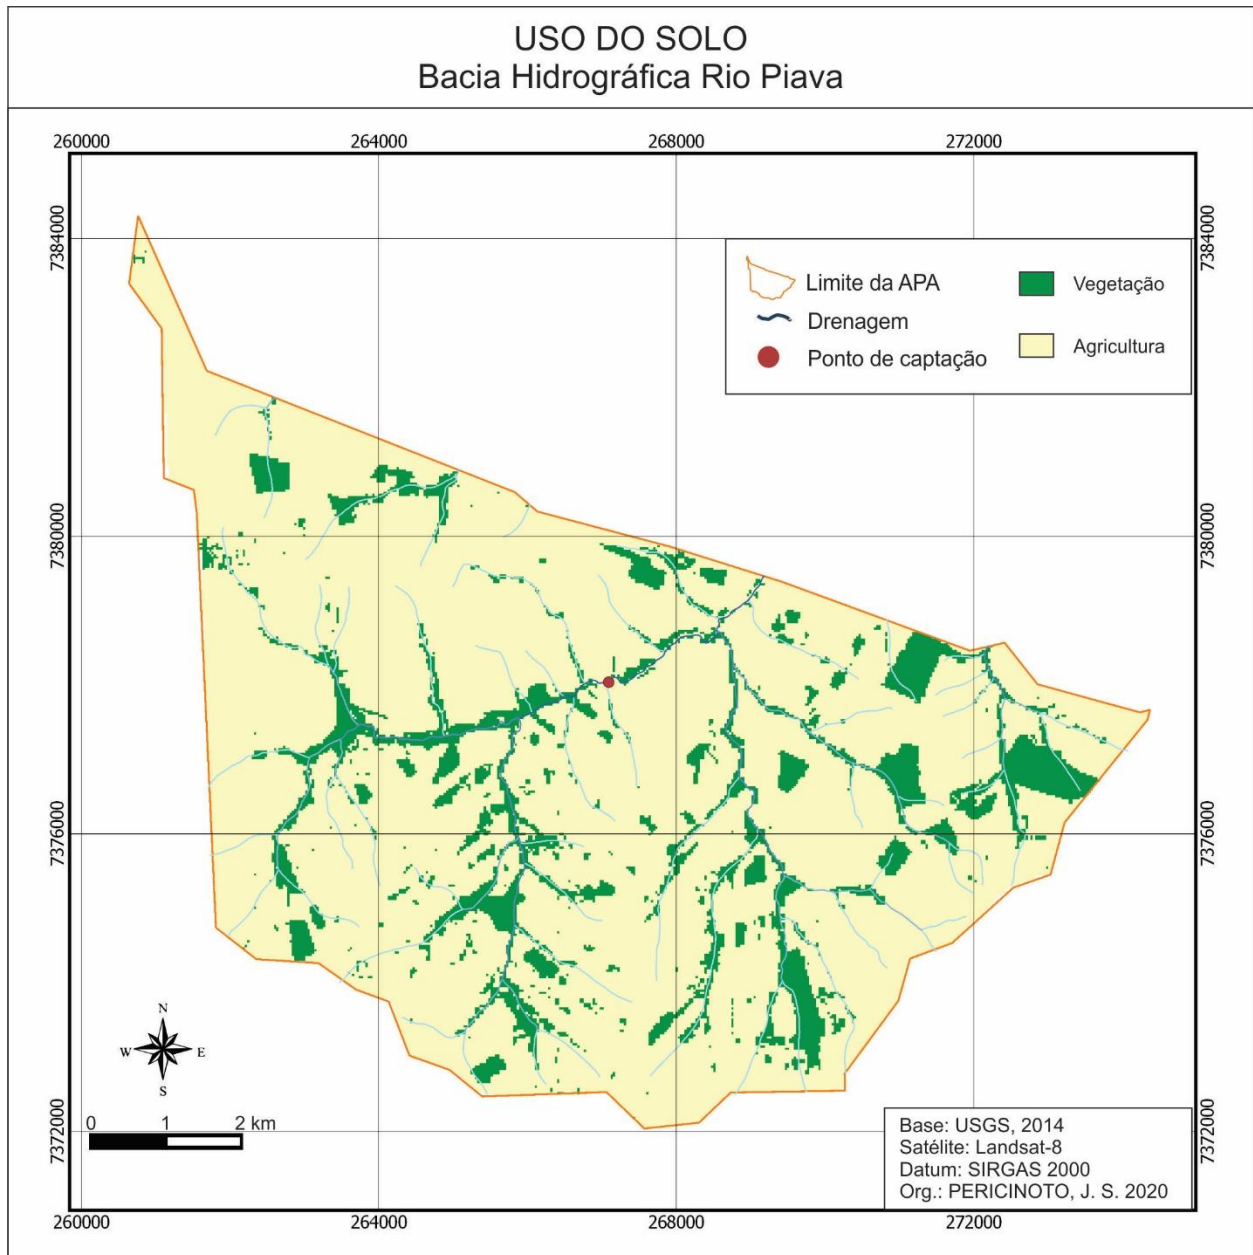 USO DO SOLO
Bacia Hidrográfica Rio Piava
260000
264000
268000
272000
7384000
7384000
Limite da APA
Vegetação
Drenagem
Agricultura
Ponto de captação
7380000
7380000
7376000
7376000
N
W
E
S
0 1 2 km
7372000
7372000
Base: USGS, 2014
Satélite: Landsat-8
Datum: SIRGAS 2000
Org.: PERICINOTO, J. S. 2020
260000
264000
268000
272000